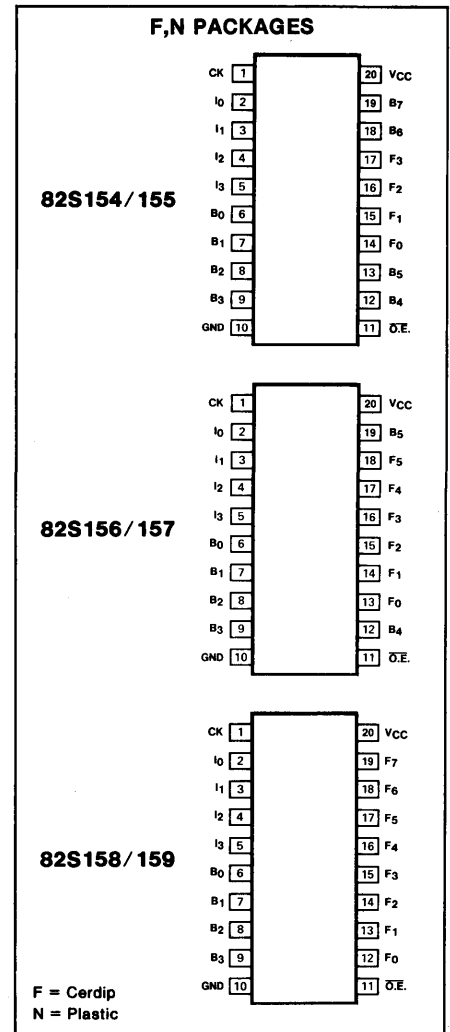 F,N PACKAGES
82S154/155
CK 1 20 VCC
I0 2 19 B7
I1 3 18 B6
I2 4 17 F3
I3 5 16 F2
B0 6 15 F1
B1 7 14 F0
B2 8 13 B5
B3 9 12 B4
GND 10 11 O.E.
82S156/157
CK 1 20 VCC
I0 2 19 B5
I1 3 18 F5
I2 4 17 F4
I3 5 16 F3
B0 6 15 F2
B1 7 14 F1
B2 8 13 F0
B3 9 12 B4
GND 10 11 O.E.
82S158/159
CK 1 20 VCC
I0 2 19 F7
I1 3 18 F6
I2 4 17 F5
I3 5 16 F4
B0 6 15 F3
B1 7 14 F2
B2 8 13 F1
B3 9 12 F0
GND 10 11 O.E.
F = Cerdip
N = Plastic